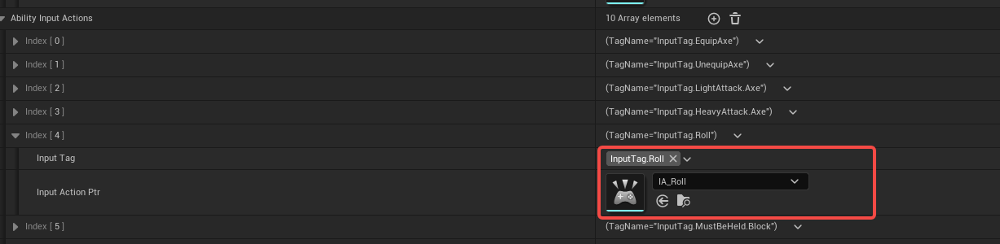 Ability Input Actions 10 Array elements
Index [ 0 ] (TagName="InputTag.EquipAxe")
Index [ 1 ] (TagName="InputTag.UnequipAxe")
Index [ 2 ] (TagName="InputTag.LightAttack.Axe")
Index [ 3 ] (TagName="InputTag.HeavyAttack.Axe")
Index [ 4 ] (TagName="InputTag.Roll")
Input Tag InputTag.Roll
Input Action Ptr IA_Roll
Index [ 5 ] (TagName="InputTag.MustBeHeld.Block")